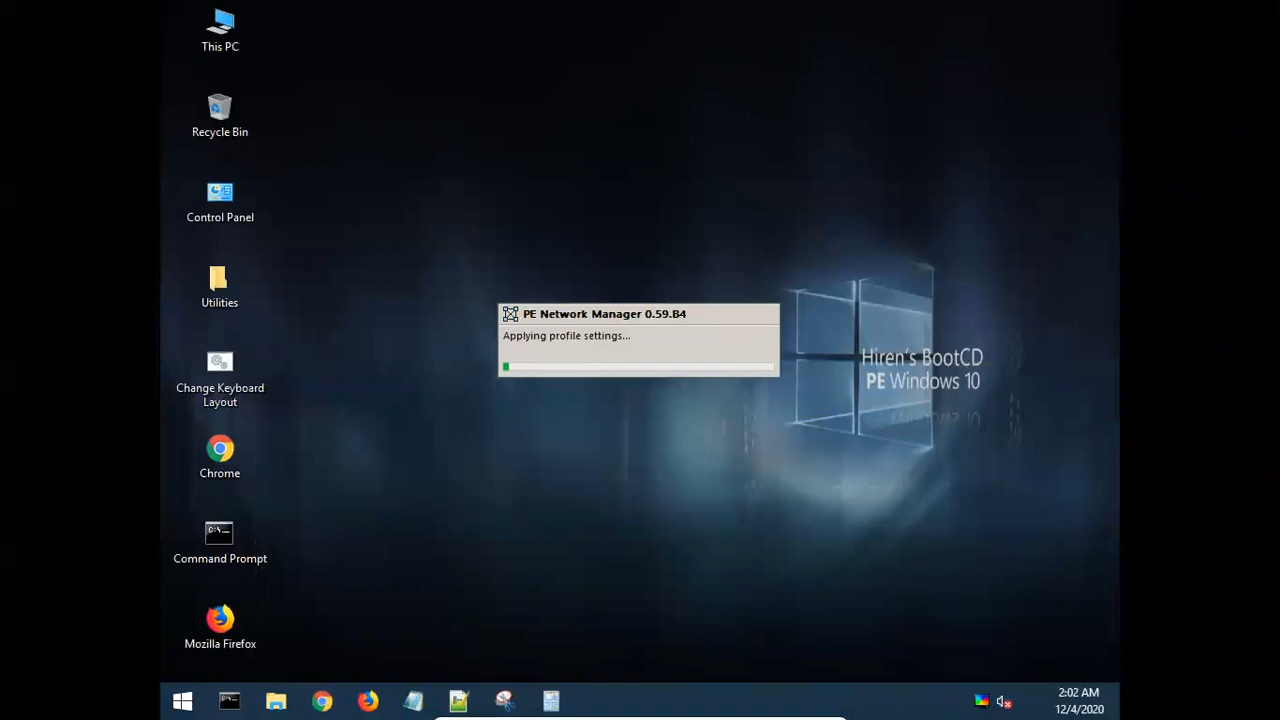 This PC
Recycle Bin
Control Panel
Utilities
Change Keyboard
Layout
Chrome
Command Prompt
Mozilla Firefox
PE Network Manager 0.59.B4
Applying profile settings...
Hiren's BootCD
PE Windows 10
2:02 AM
12/4/2020